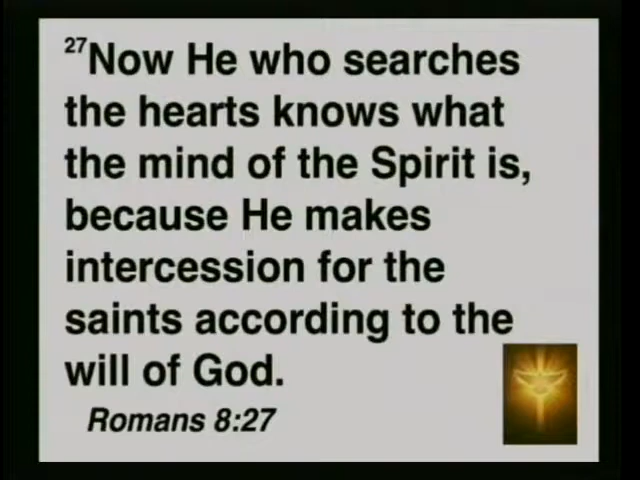 27Now He who searches
the hearts knows what
the mind of the Spirit is,
because He makes
intercession for the
saints according to the
will of God.
Romans 8:27